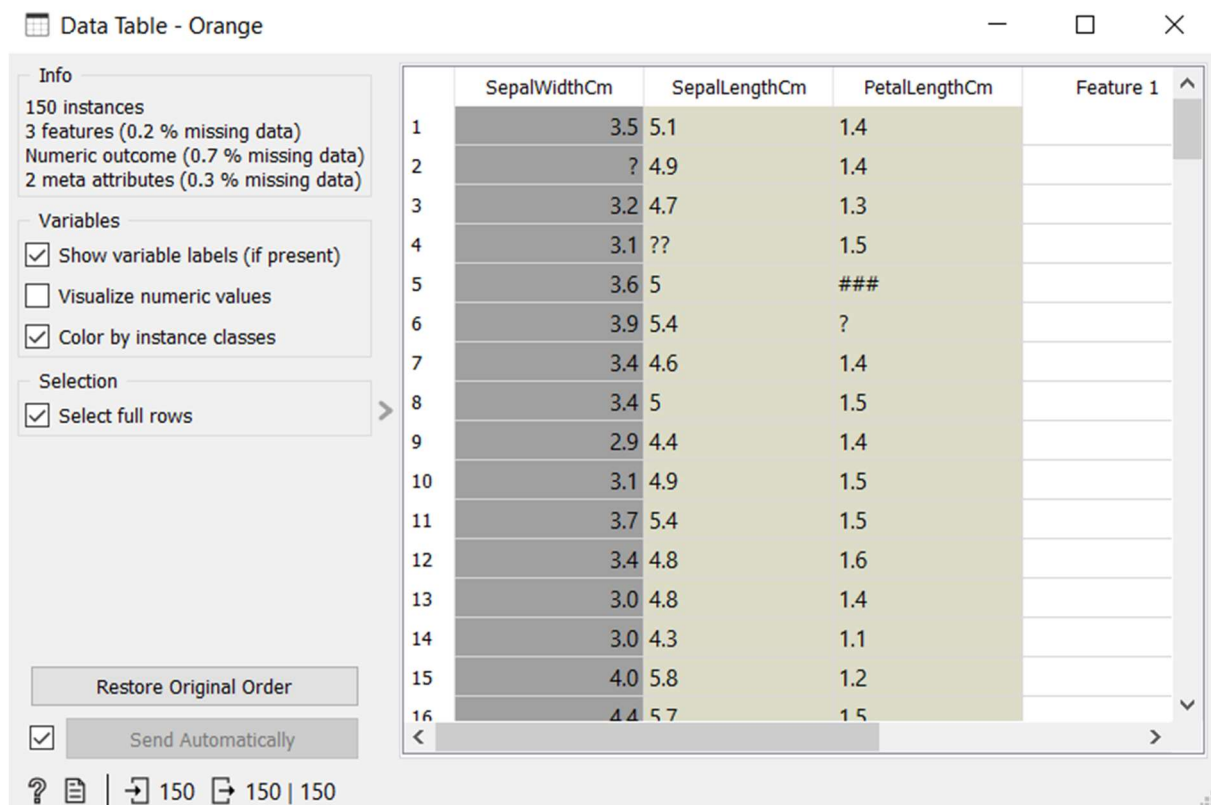 Data Table - Orange
Info
150 instances
3 features (0.2 % missing data)
Numeric outcome (0.7 % missing data)
2 meta attributes (0.3 % missing data)
Variables
Show variable labels (if present)
Visualize numeric values
Color by instance classes
Selection
Select full rows
Restore Original Order
Send Automatically
? 150 150 | 150
SepalWidthCm SepalLengthCm PetalLengthCm Feature 1
1 3.5 5.1 1.4
2 ? 4.9 1.4
3 3.2 4.7 1.3
4 3.1 ?? 1.5
5 3.6 5 ###
6 3.9 5.4 ?
7 3.4 4.6 1.4
8 3.4 5 1.5
9 2.9 4.4 1.4
10 3.1 4.9 1.5
11 3.7 5.4 1.5
12 3.4 4.8 1.6
13 3.0 4.8 1.4
14 3.0 4.3 1.1
15 4.0 5.8 1.2
16 4.4 5.7 1.5